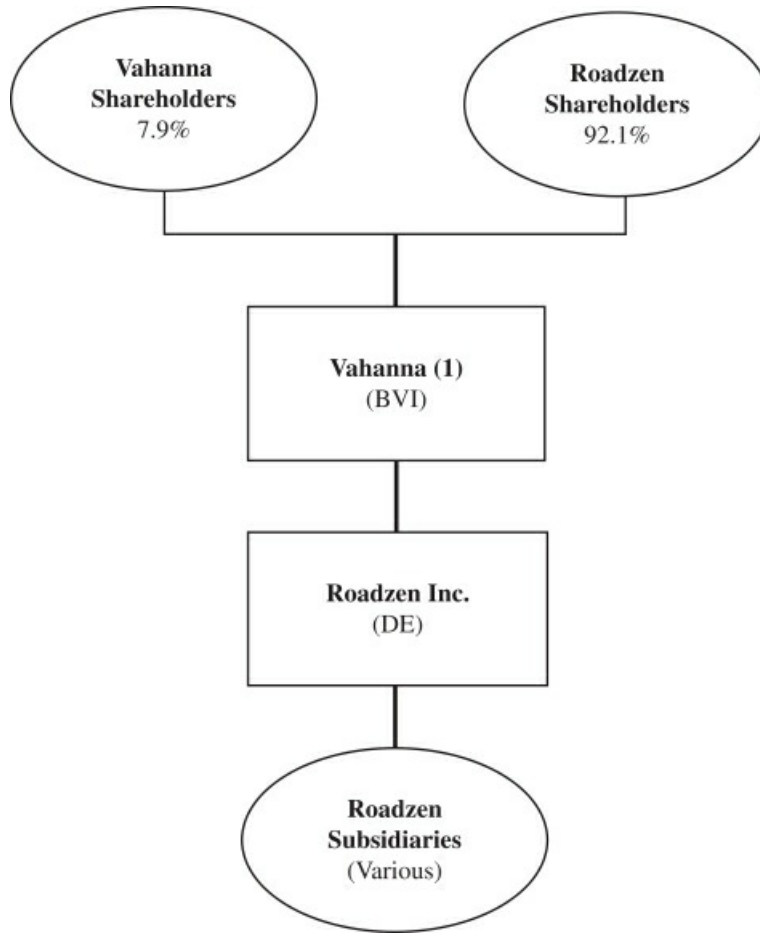 Vahanna
Shareholders
7.9%
Roadzen
Shareholders
92.1%
Vahanna (1)
(BVI)
Roadzen Inc.
(DE)
Roadzen
Subsidiaries
(Various)